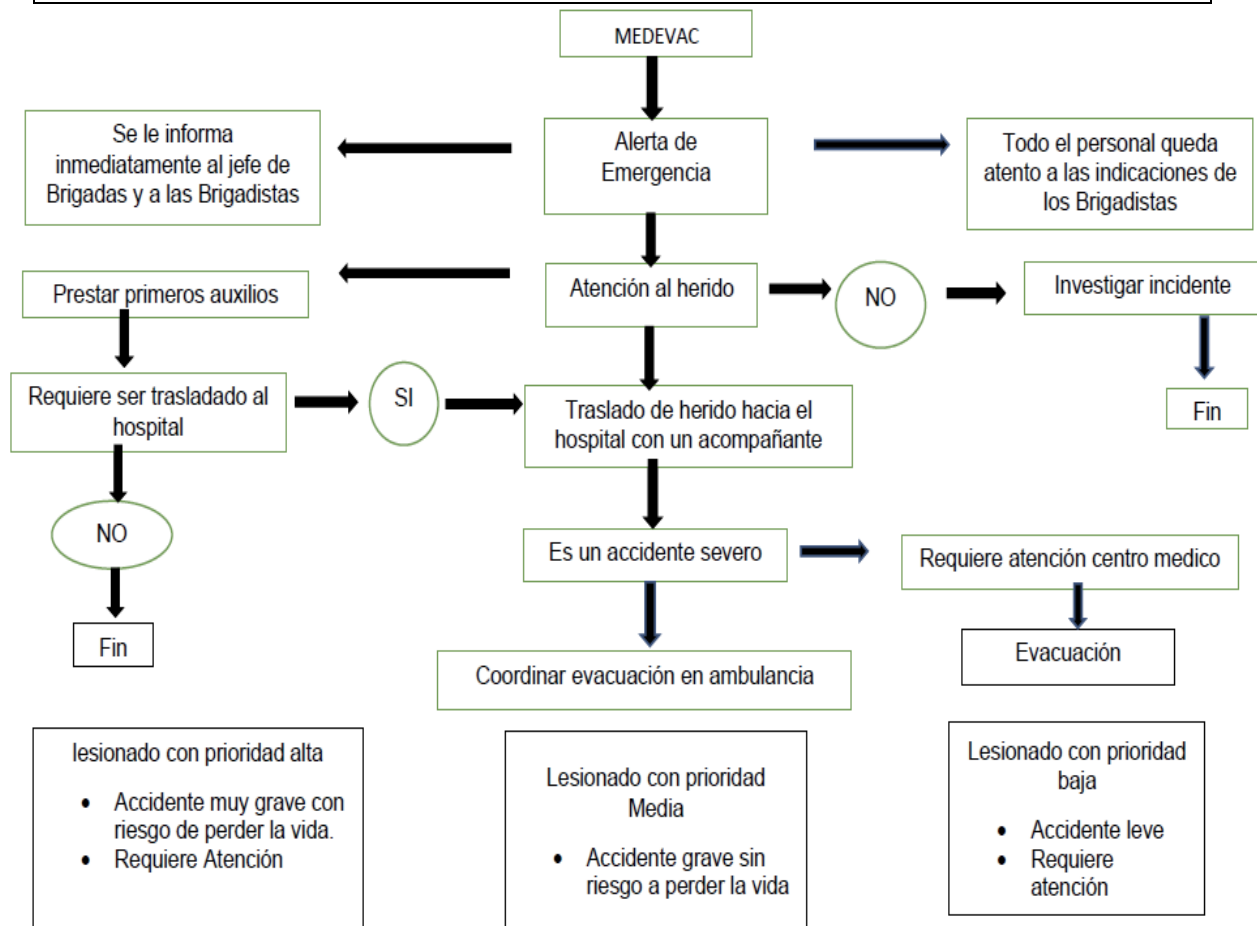 MEDEVAC
Se le informa
inmediatamente al jefe de
Brigadas y a las Brigadistas
Alerta de
Emergencia
Todo el personal queda
atento a las indicaciones de
los Brigadistas
Prestar primeros auxilios
Atención al herido
NO
Investigar incidente
Requiere ser trasladado al
hospital
SI
Traslado de herido hacia el
hospital con un acompañante
Fin
NO
Es un accidente severo
Requiere atención centro medico
Fin
Coordinar evacuación en ambulancia
Evacuación
lesionado con prioridad alta
• Accidente muy grave con
riesgo de perder la vida.
• Requiere Atención
Lesionado con prioridad
Media
• Accidente grave sin
riesgo a perder la vida
Lesionado con prioridad
baja
• Accidente leve
• Requiere
atención